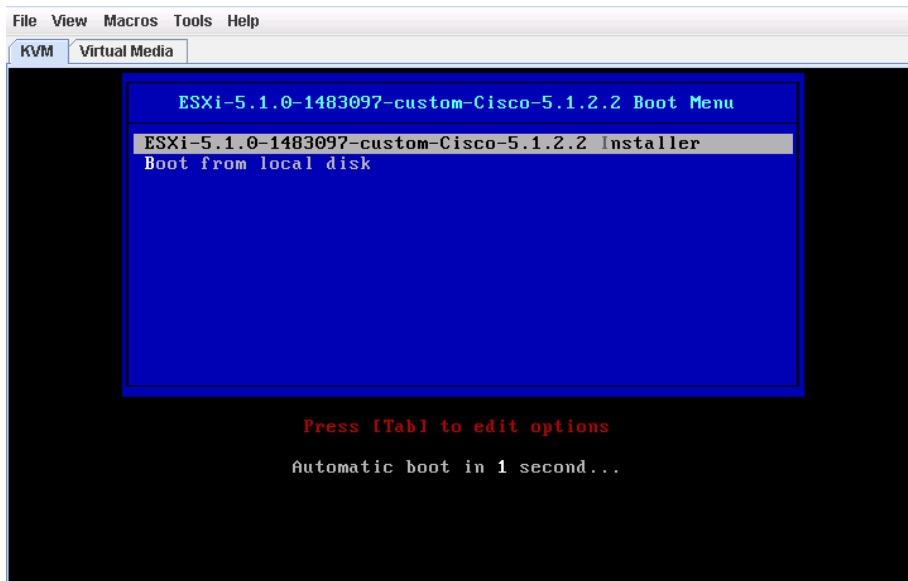 File View Macros Tools Help
KVM Virtual Media
ESXi-5.1.0-1483097-custom-Cisco-5.1.2.2 Boot Menu
ESXi-5.1.0-1483097-custom-Cisco-5.1.2.2 Installer
Boot from local disk
Press [Tab] to edit options
Automatic boot in 1 second...